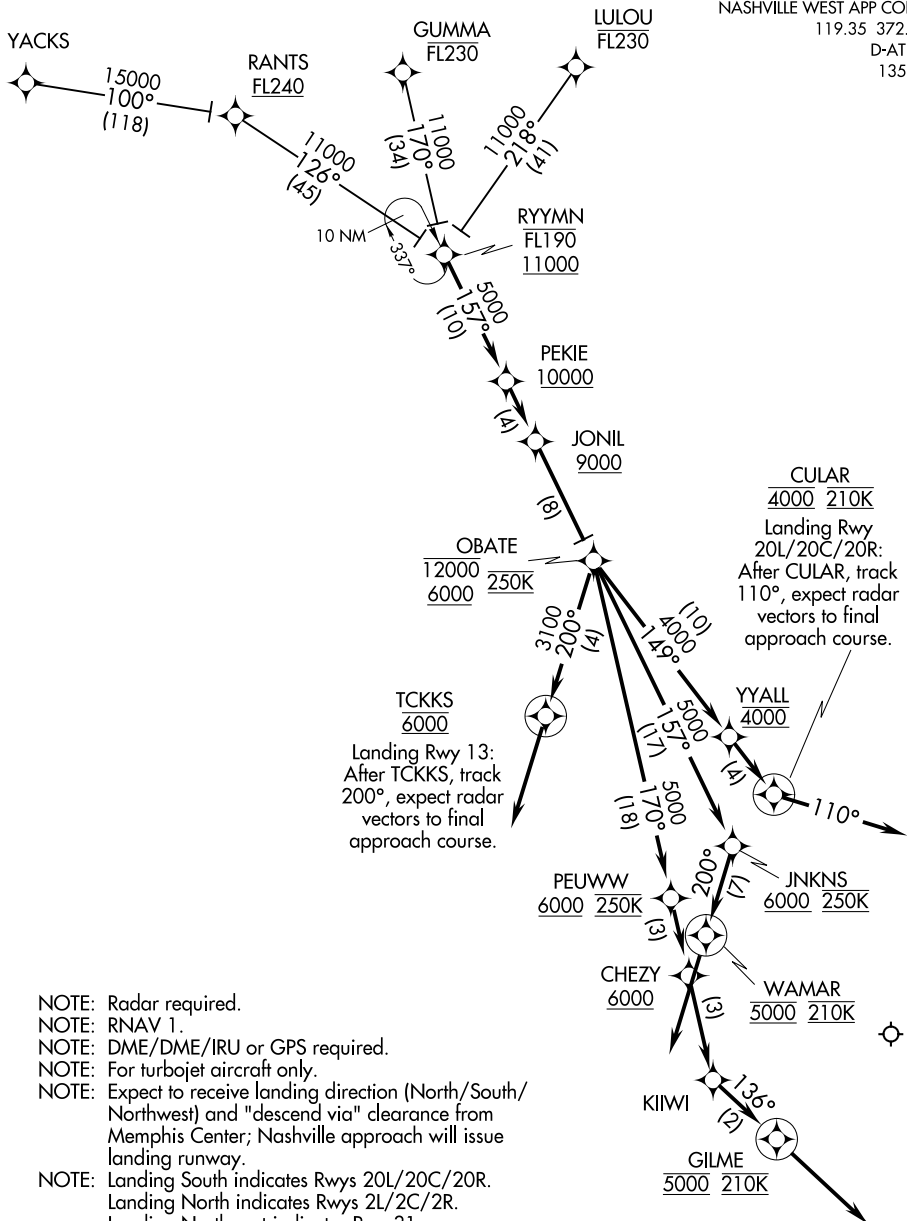 NASHVILLE WEST APP CO
119.35 372.
D-AT
135
YACKS
RANTS
FL240
GUMMA
FL230
LULOU
FL230
15000
100°
(118)
11000
126°
(45)
11000
170°
(34)
11000
218°
(41)
10 NM
337°
RYYMN
FL190
11000
5000
157°
(10)
PEKIE
10000
(4)
JONIL
9000
(8)
OBATE
12000
6000 250K
CULAR
4000 210K
Landing Rwy
20L/20C/20R:
After CULAR, track
110°, expect radar
vectors to final
approach course.
3100
200°
(4)
(10)
4000
149°
YYALL
4000
(4)
110°
TCKKS
6000
Landing Rwy 13:
After TCKKS, track
200°, expect radar
vectors to final
approach course.
5000
157°
(17)
5000
170°
(18)
JNKNS
6000 250K
200°
(7)
PEUWW
6000 250K
(3)
CHEZY
6000
(3)
WAMAR
5000 210K
KIIWI
136°
(2)
GILME
5000 210K
NOTE: Radar required.
NOTE: RNAV 1.
NOTE: DME/DME/IRU or GPS required.
NOTE: For turbojet aircraft only.
NOTE: Expect to receive landing direction (North/South/
Northwest) and "descend via" clearance from
Memphis Center; Nashville approach will issue
landing runway.
NOTE: Landing South indicates Rwys 20L/20C/20R.
Landing North indicates Rwys 2L/2C/2R.
Landing Northwest indicates Rwy 31.